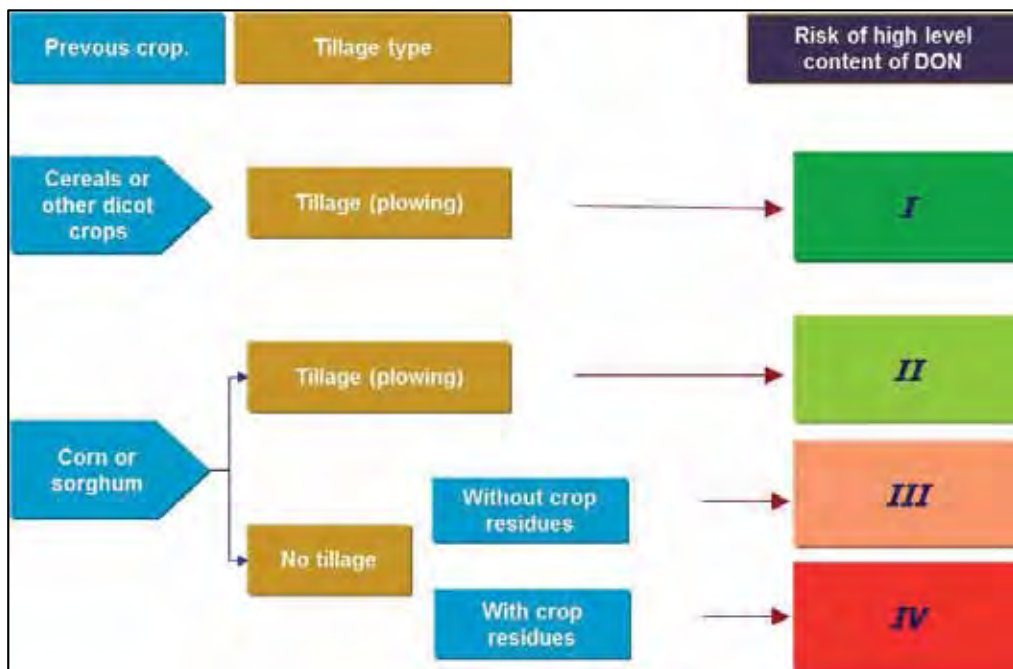 Prevous crop.
Tillage type
Risk of high level
content of DON
Cereals or
other dicot
crops
Tillage (plowing)
I
Tillage (plowing)
II
Corn or
sorghum
Without crop
residues
III
No tillage
With crop
residues
IV